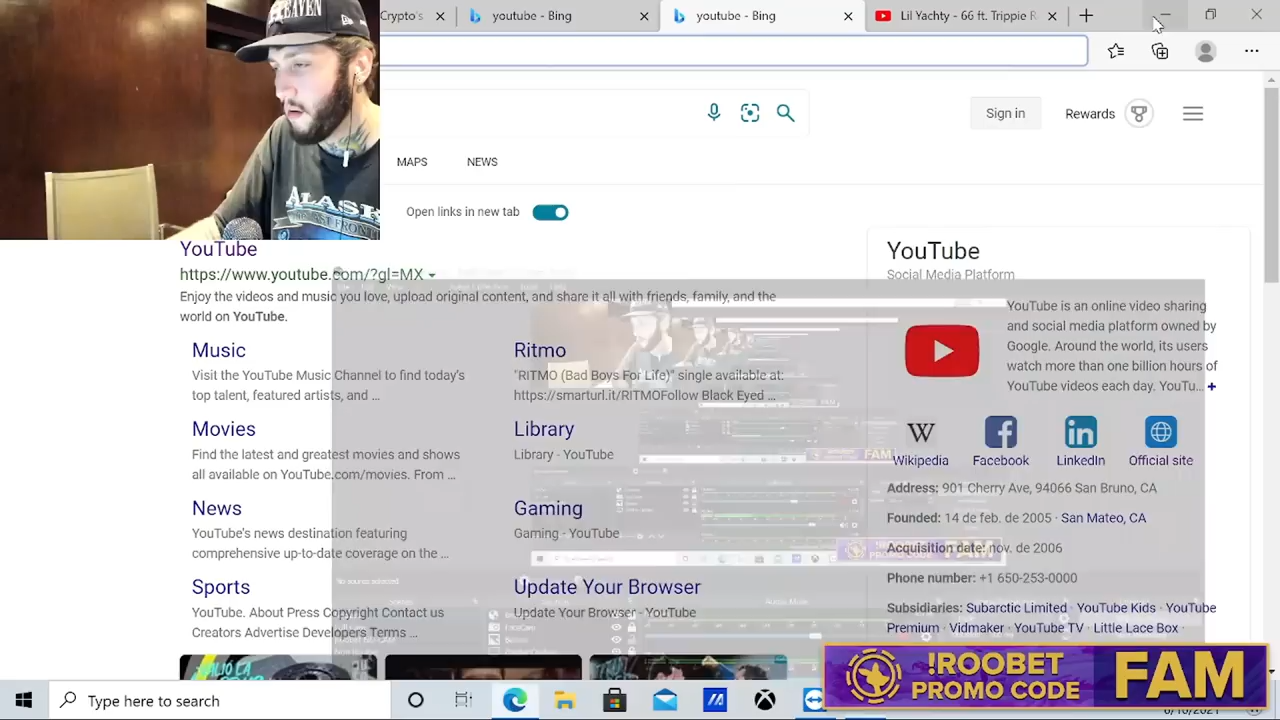 HEAVEN
ALASK
Crypto's
youtube - Bing
youtube - Bing
Lil Yachty - 66 ft. Trippie R
Sign in
Rewards
MAPS
NEWS
Open links in new tab
YouTube
https://www.youtube.com/?gl=MX
Enjoy the videos and music you love, upload original content, and share it all with friends, family, and the
world on YouTube.
Music
Visit the YouTube Music Channel to find today's
top talent, featured artists, and ...
Ritmo
"RITMO (Bad Boys For Life)" single available at:
https://smarturl.it/RITMOFollow Black Eyed ...
Movies
Find the latest and greatest movies and shows
all available on YouTube.com/movies. From ...
Library
Library - YouTube
News
YouTube's news destination featuring
comprehensive up-to-date coverage on the ...
Gaming
Gaming - YouTube
Sports
YouTube. About Press Copyright Contact us
Creators Advertise Developers Terms ...
Update Your Browser
Update Your Browser - YouTube
YouTube
Social Media Platform
YouTube is an online video sharing
and social media platform owned by
Google. Around the world, its users
watch more than one billion hours of
YouTube videos each day. YouTu... +
Wikipedia
Facebook
LinkedIn
Official site
Address: 901 Cherry Ave, 94066 San Bruno, CA
Founded: 14 de feb. de 2005 · San Mateo, CA
Acquisition date: nov. de 2006
Phone number: +1 650-253-0000
Subsidiaries: Subarctic Limited · YouTube Kids · YouTube
Premium · Vidmaker · YouTube TV · Little Lace Box ·
No source selected
PROMO CODE
FAM
Type here to search